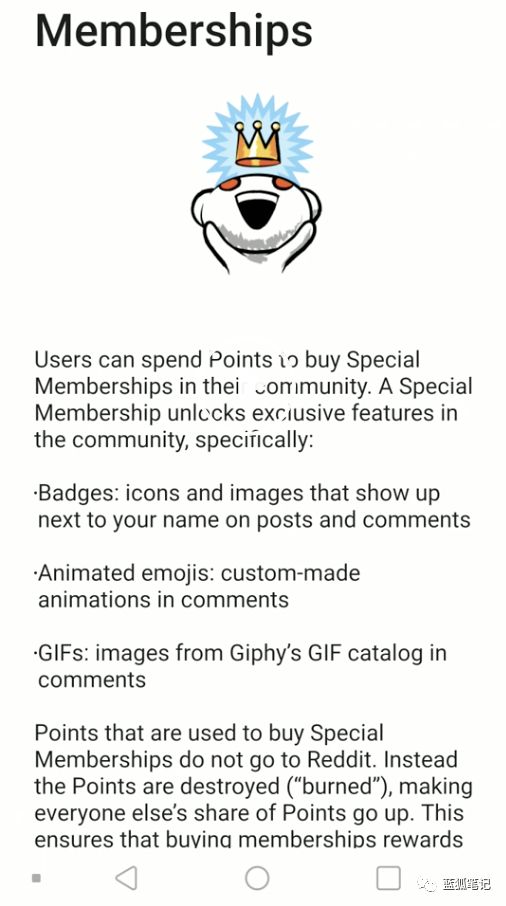 Memberships
Users can spend Points to buy Special
Memberships in their community. A Special
Membership unlocks exclusive features in
the community, specifically:
·Badges: icons and images that show up
next to your name on posts and comments
·Animated emojis: custom-made
animations in comments
·GIFs: images from Giphy’s GIF catalog in
comments
Points that are used to buy Special
Memberships do not go to Reddit. Instead
the Points are destroyed (“burned”), making
everyone else’s share of Points go up. This
ensures that buying memberships rewards
蓝狐笔记